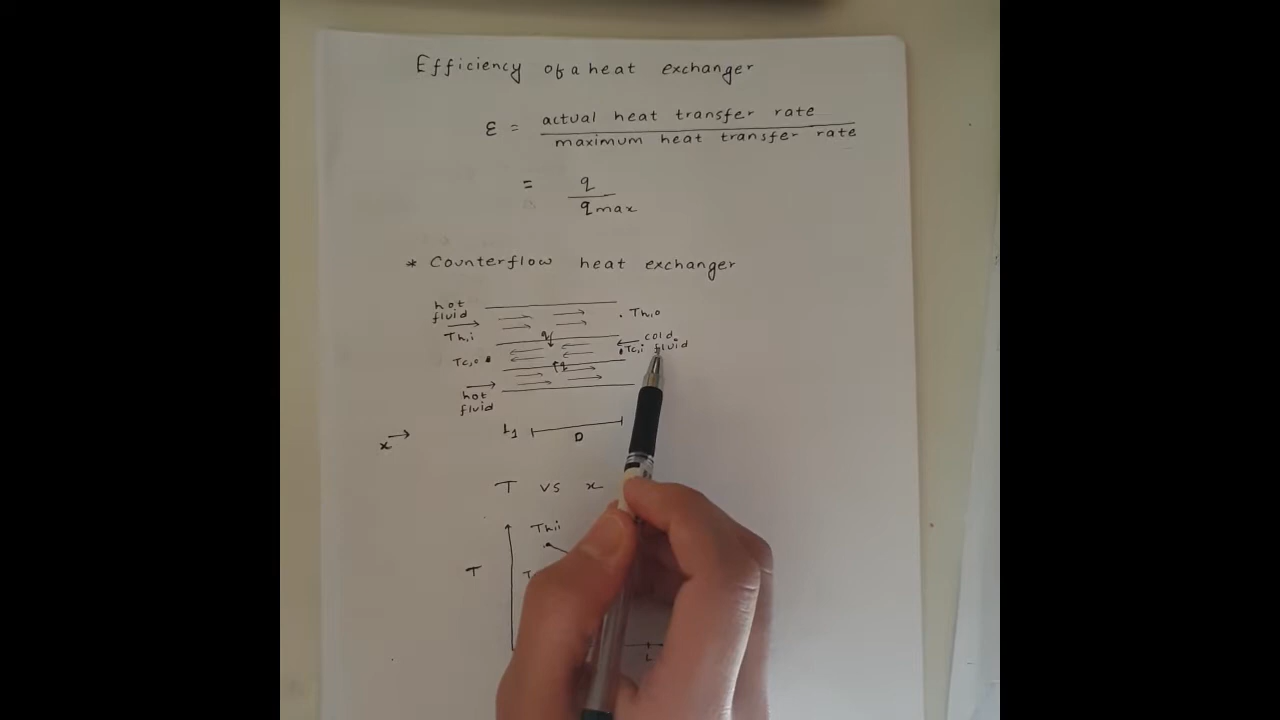 Efficiency of a heat exchanger
ε = actual heat transfer rate
maximum heat transfer rate
= q
q max
* Counterflow heat exchanger
hot
fluid
Th,i
Th,o
q
cold
fluid
Tc,i
Tc,o
q
hot
fluid
x
L
D
T vs x
Th,i
T
T
L